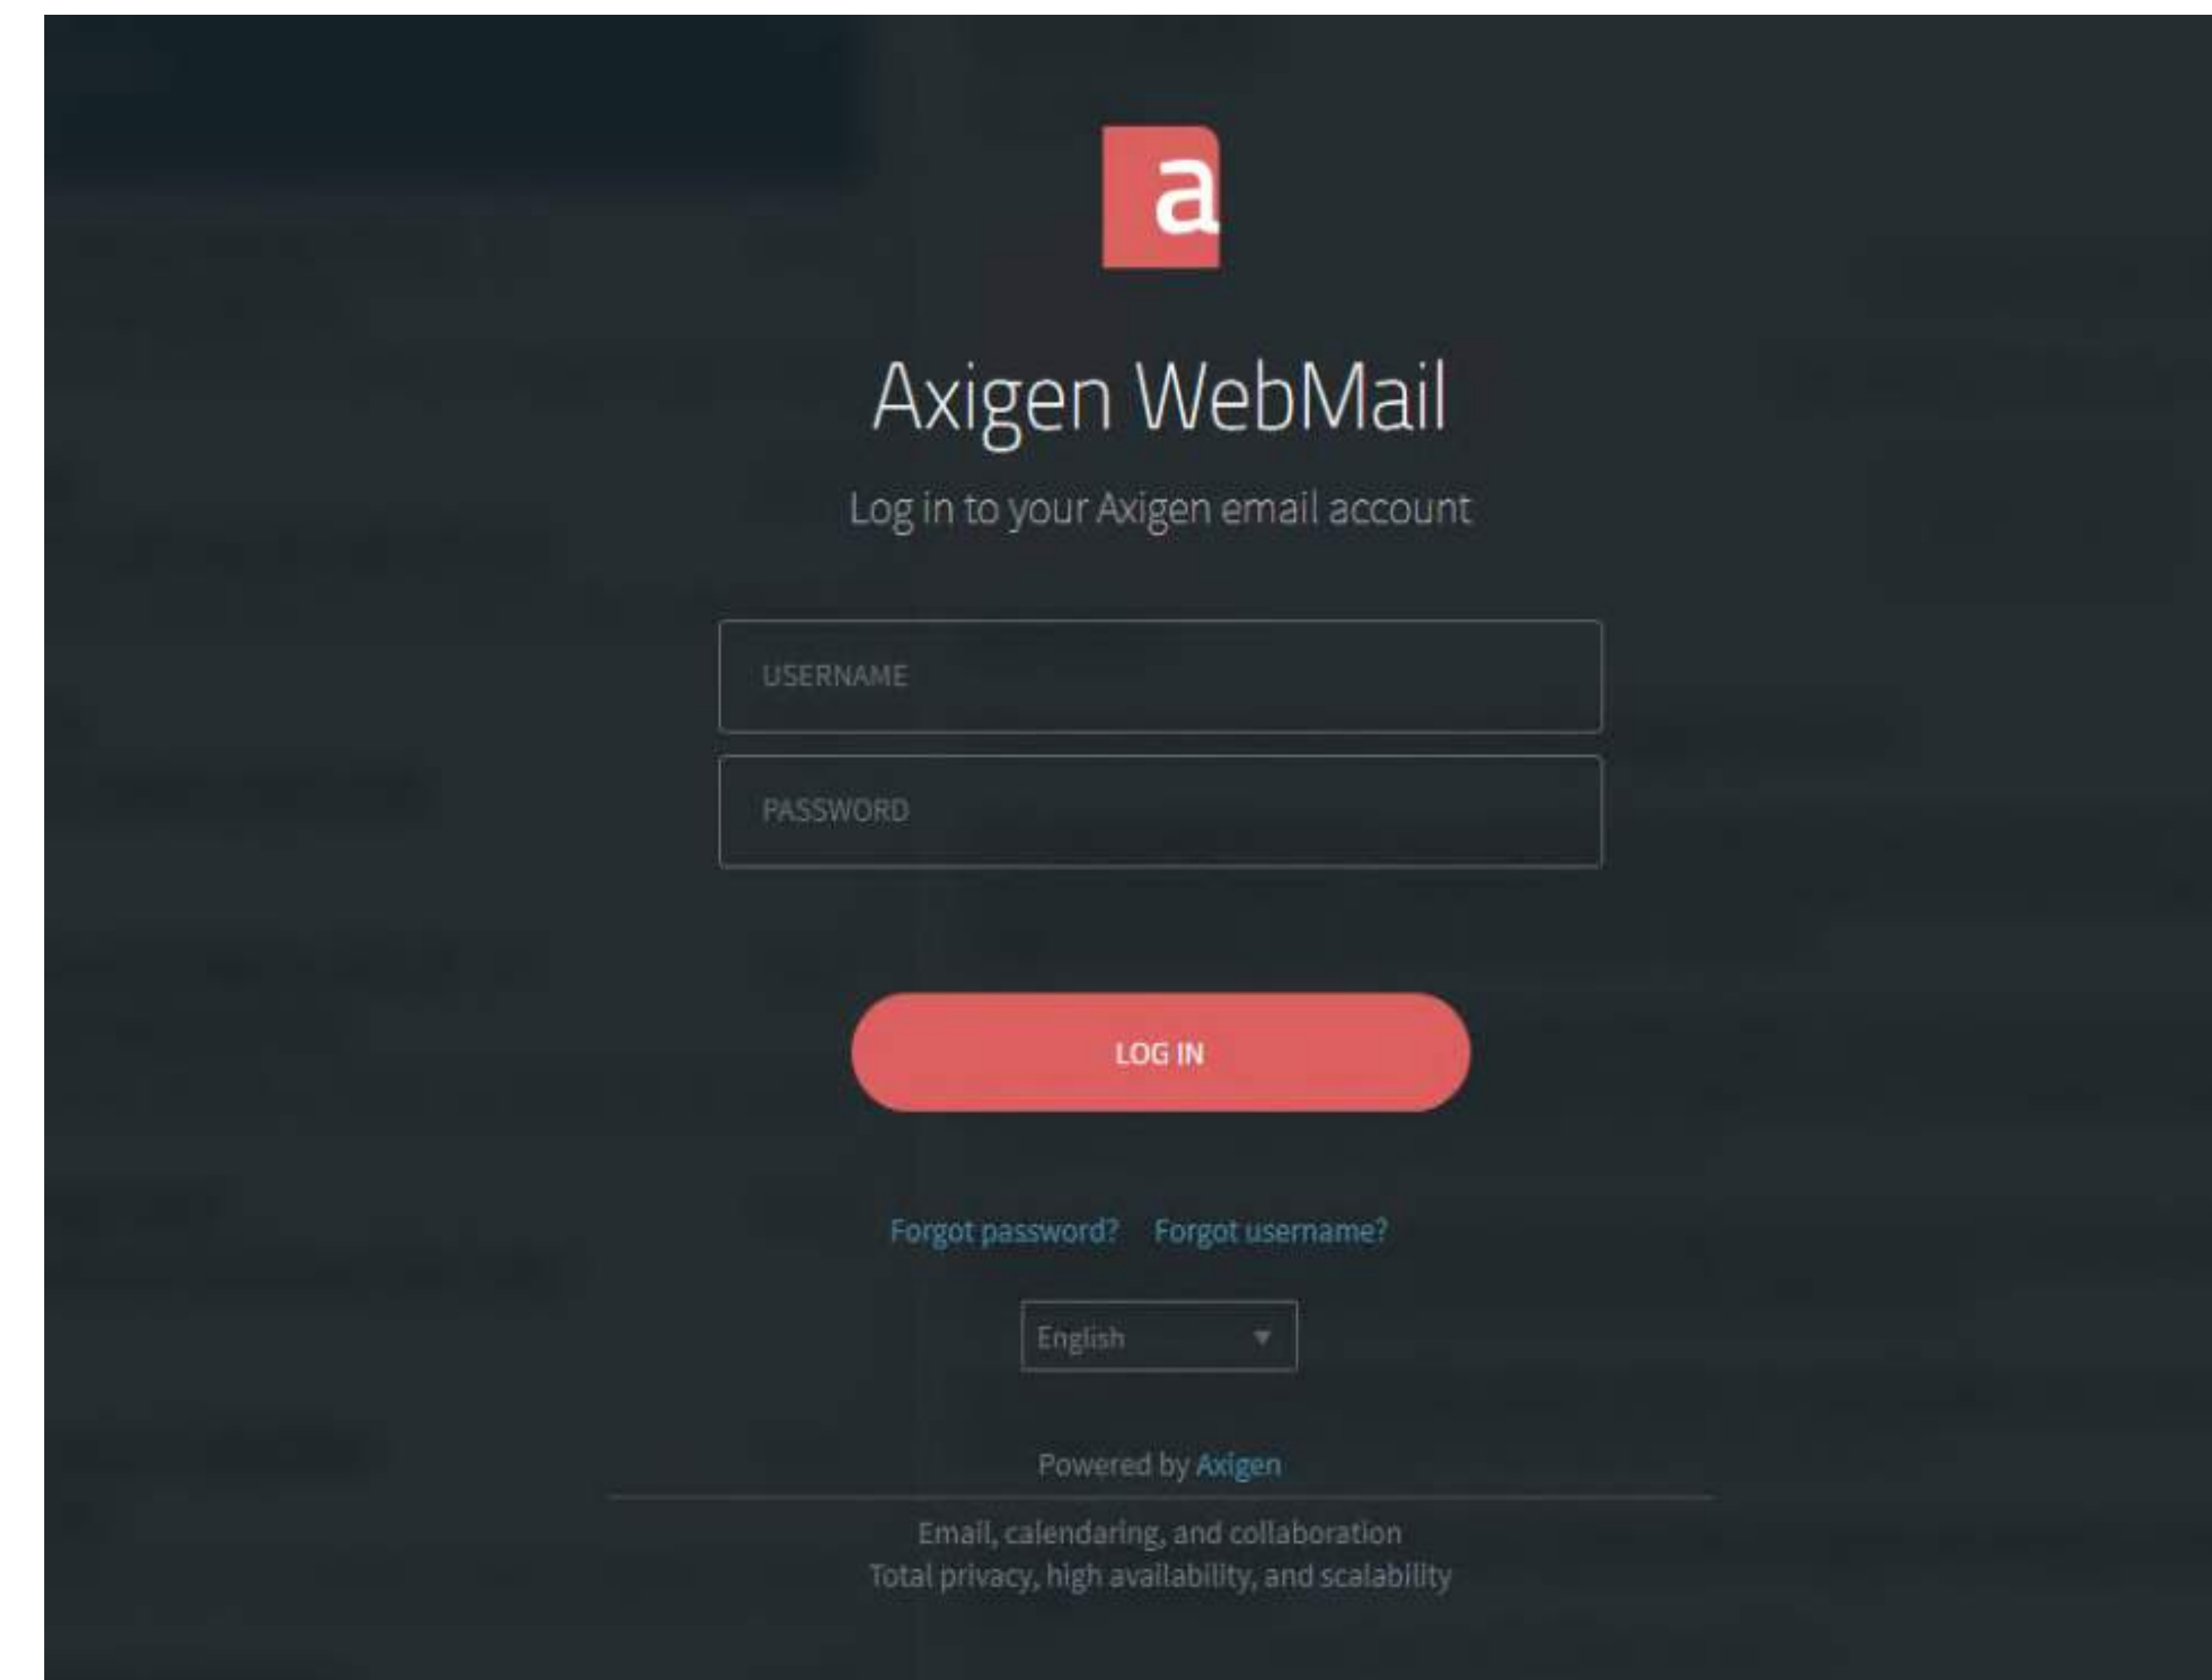 a
Axigen WebMail
Log in to your Axigen email account
USERNAME
PASSWORD
LOG IN
Forgot password? Forgot username?
English
Powered by Axigen
Email, calendaring, and collaboration
Total privacy, high availability, and scalability